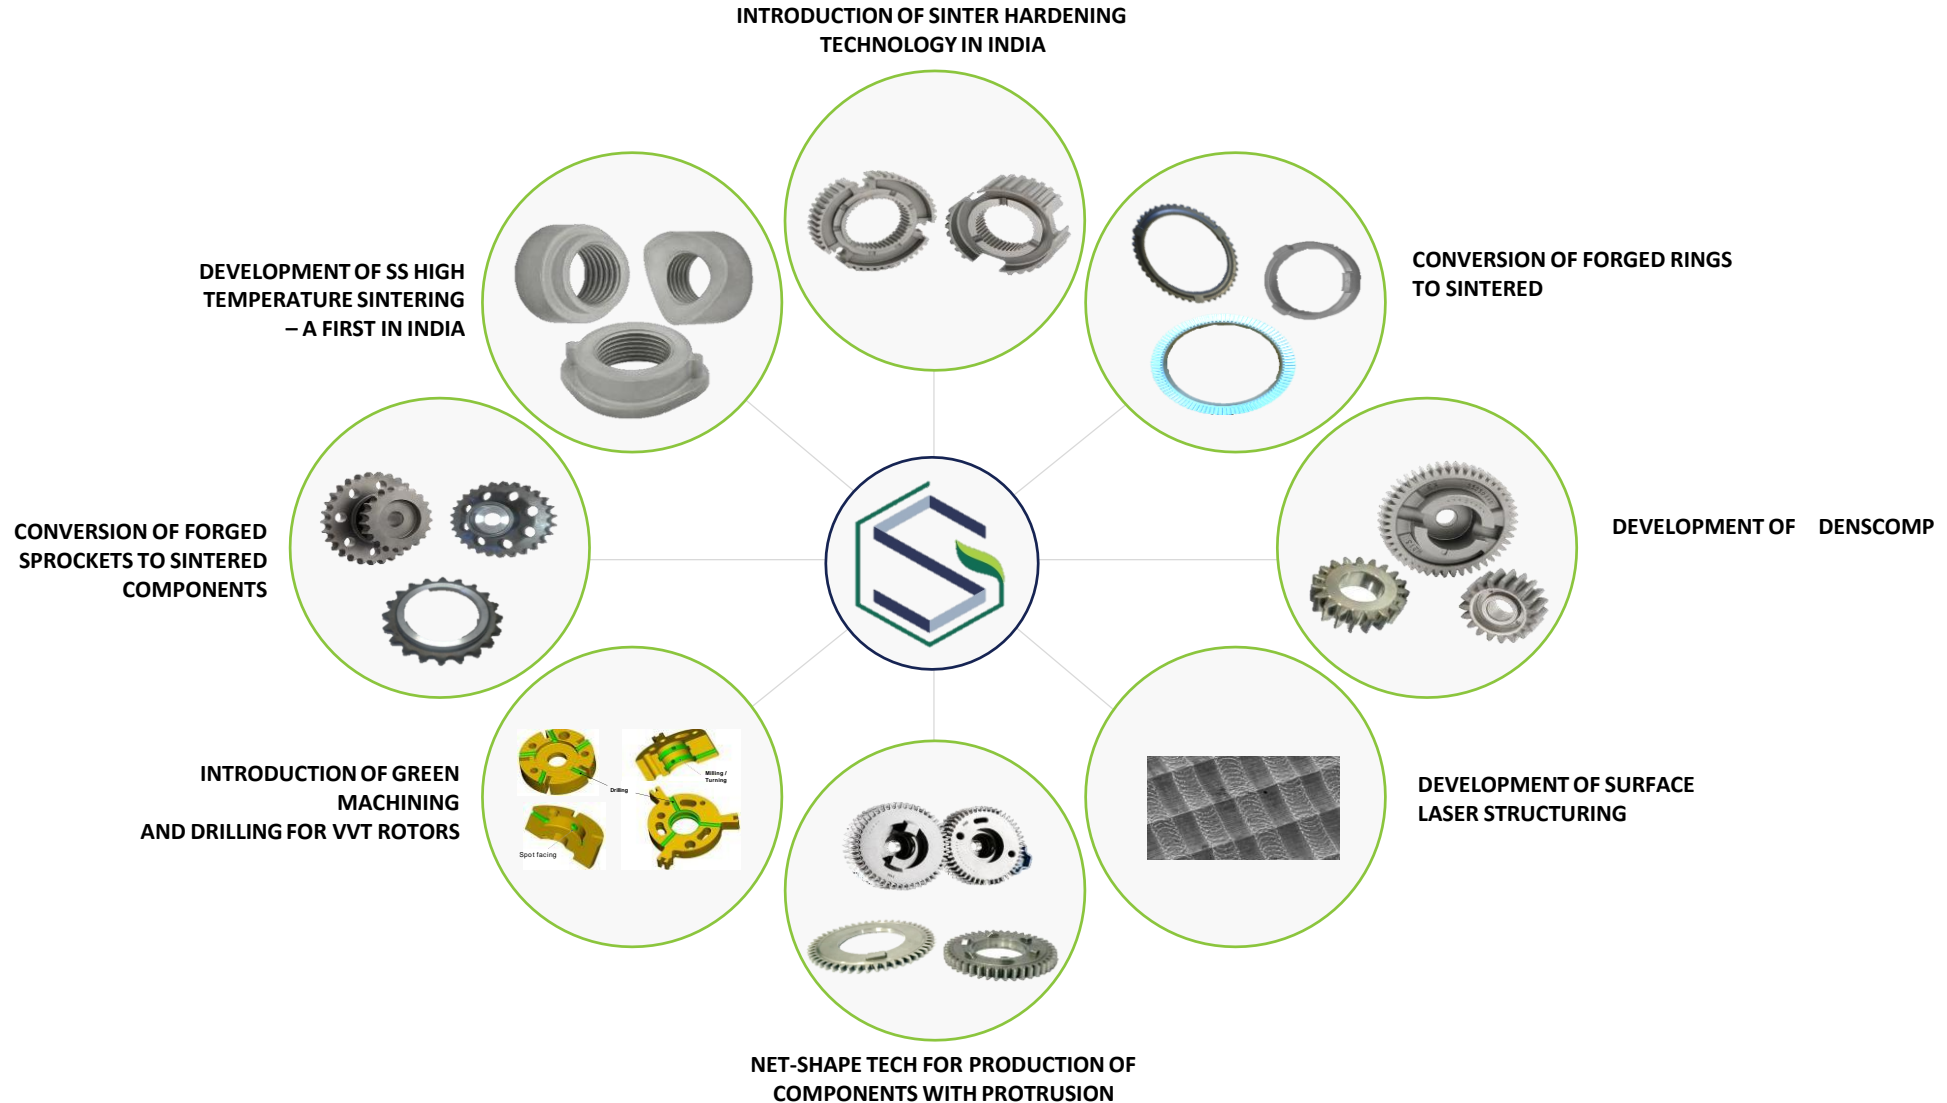 INTRODUCTION OF SINTER HARDENING
TECHNOLOGY IN INDIA
CONVERSION OF FORGED RINGS
TO SINTERED
DEVELOPMENT OF DENSCOMP
DEVELOPMENT OF SURFACE
LASER STRUCTURING
NET-SHAPE TECH FOR PRODUCTION OF
COMPONENTS WITH PROTRUSION
INTRODUCTION OF GREEN
MACHINING
AND DRILLING FOR VVT ROTORS
Milling /
Turning
Drilling
Spot facing
CONVERSION OF FORGED
SPROCKETS TO SINTERED
COMPONENTS
DEVELOPMENT OF SS HIGH
TEMPERATURE SINTERING
– A FIRST IN INDIA